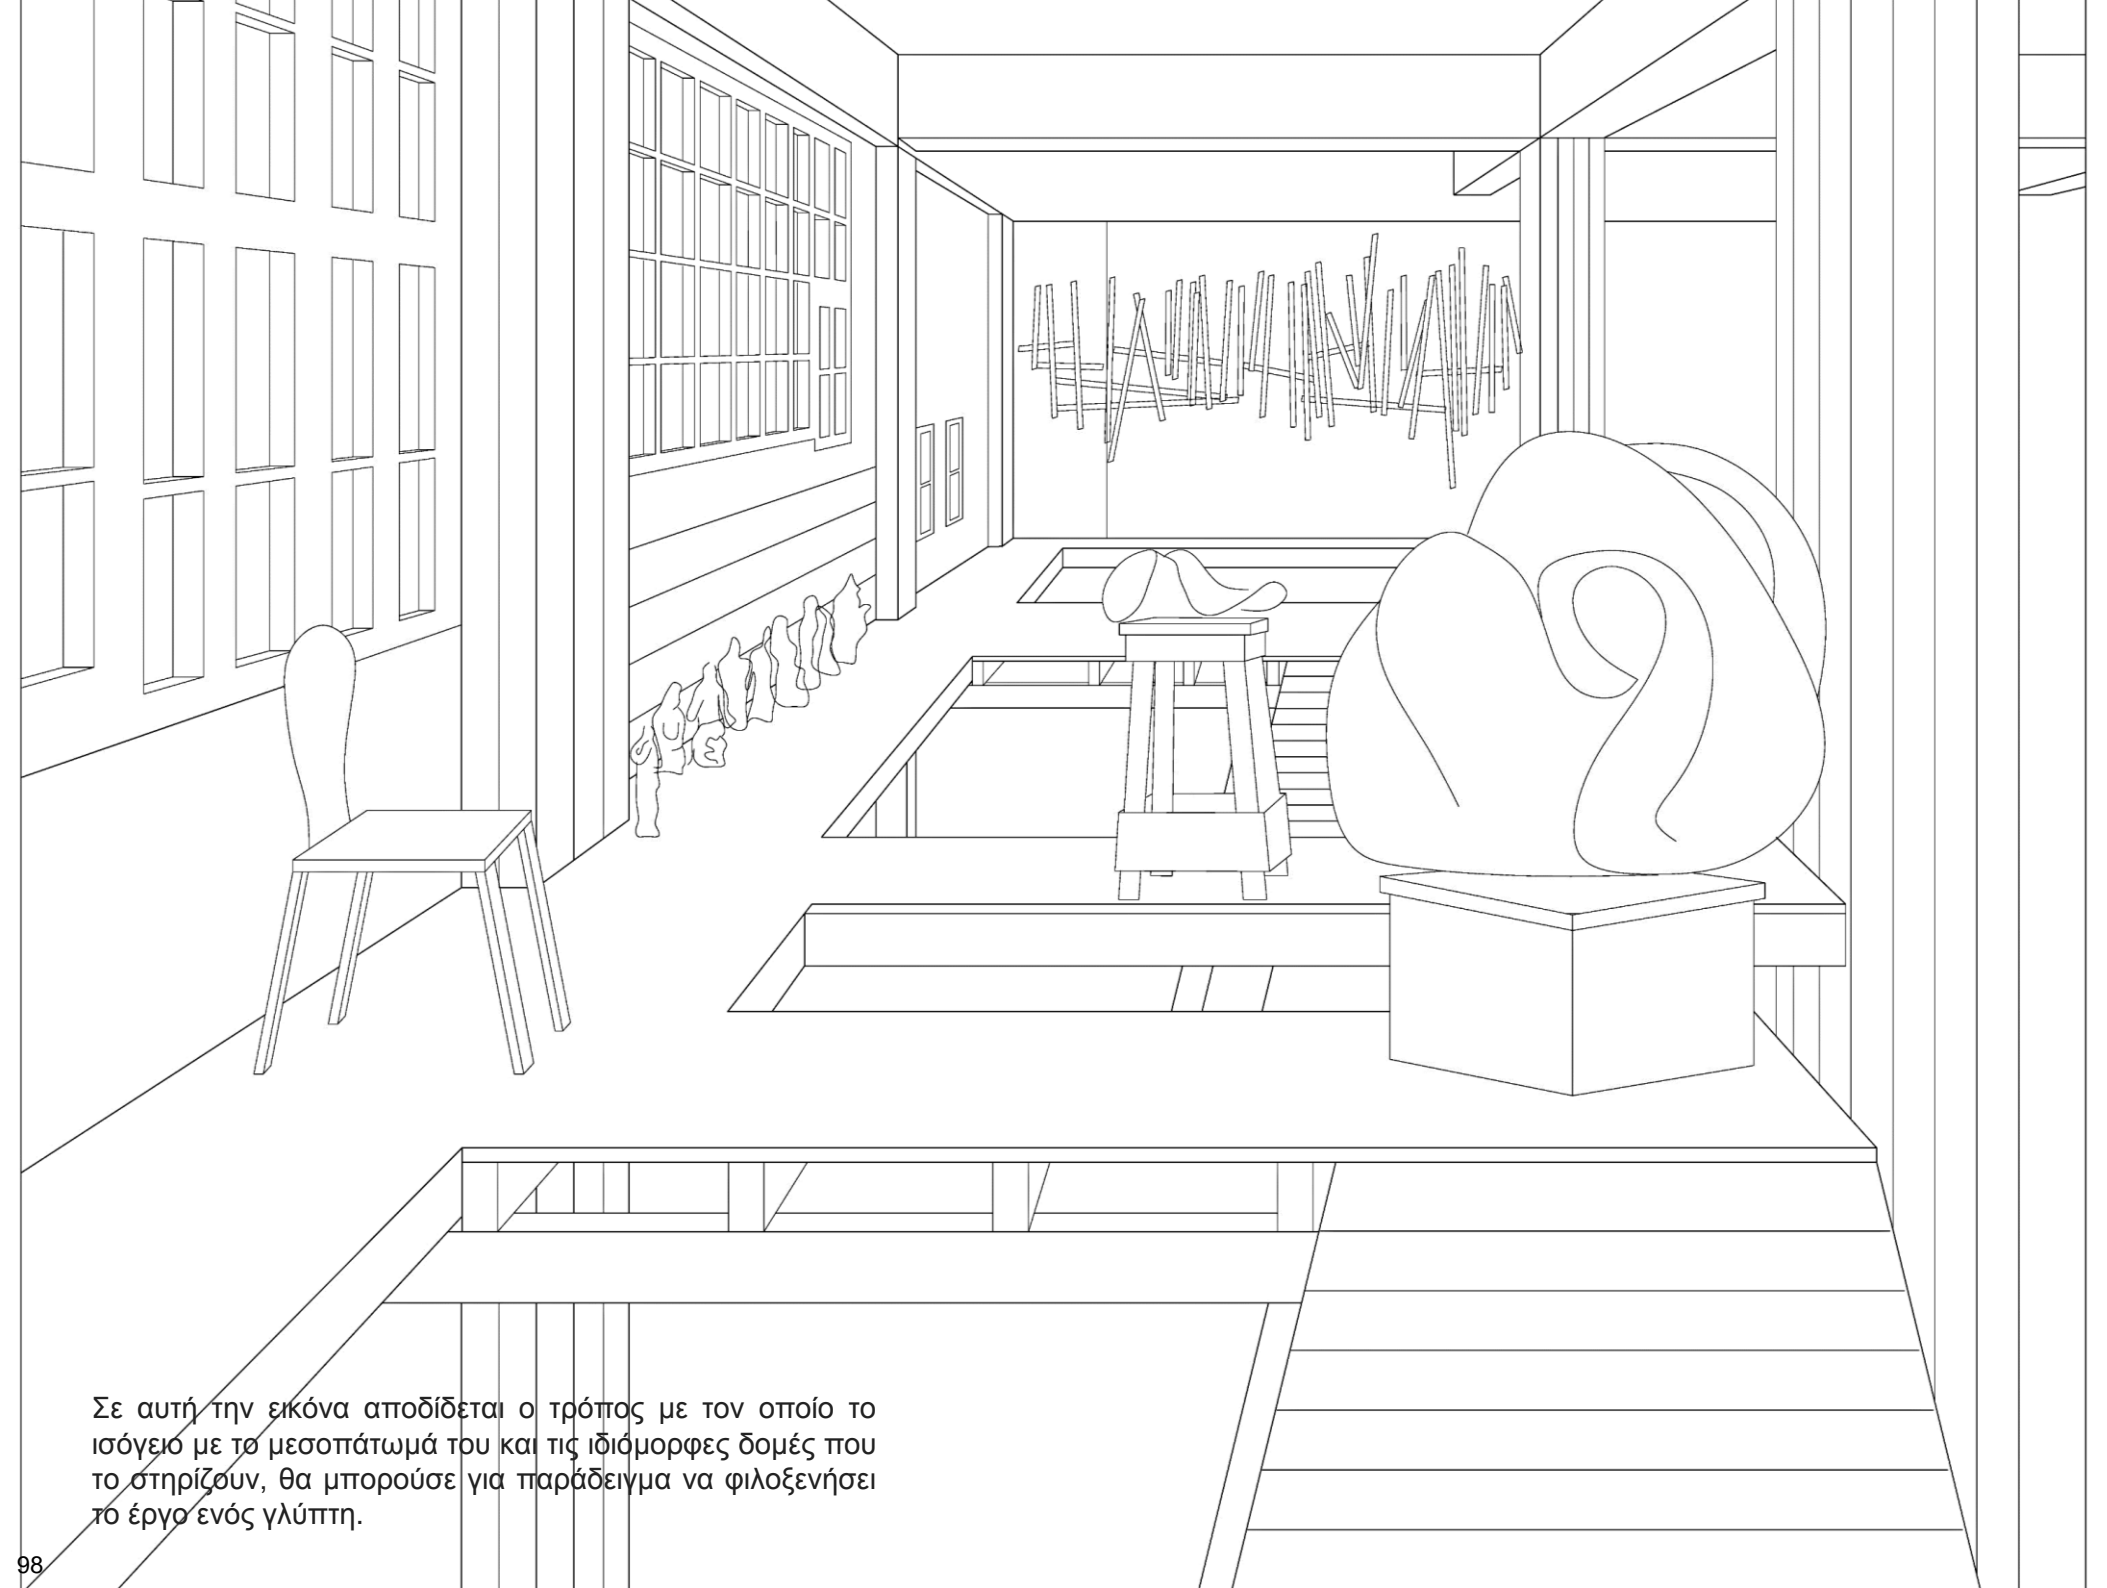 Σε αυτή την εικόνα αποδίδεται ο τρόπος με τον οποίο το
ισόγειο με το μεσοπάτωμά του και τις ιδιόμορφες δομές που
το στηρίζουν, θα μπορούσε για παράδειγμα να φιλοξενήσει
το έργο ενός γλύπτη.
98